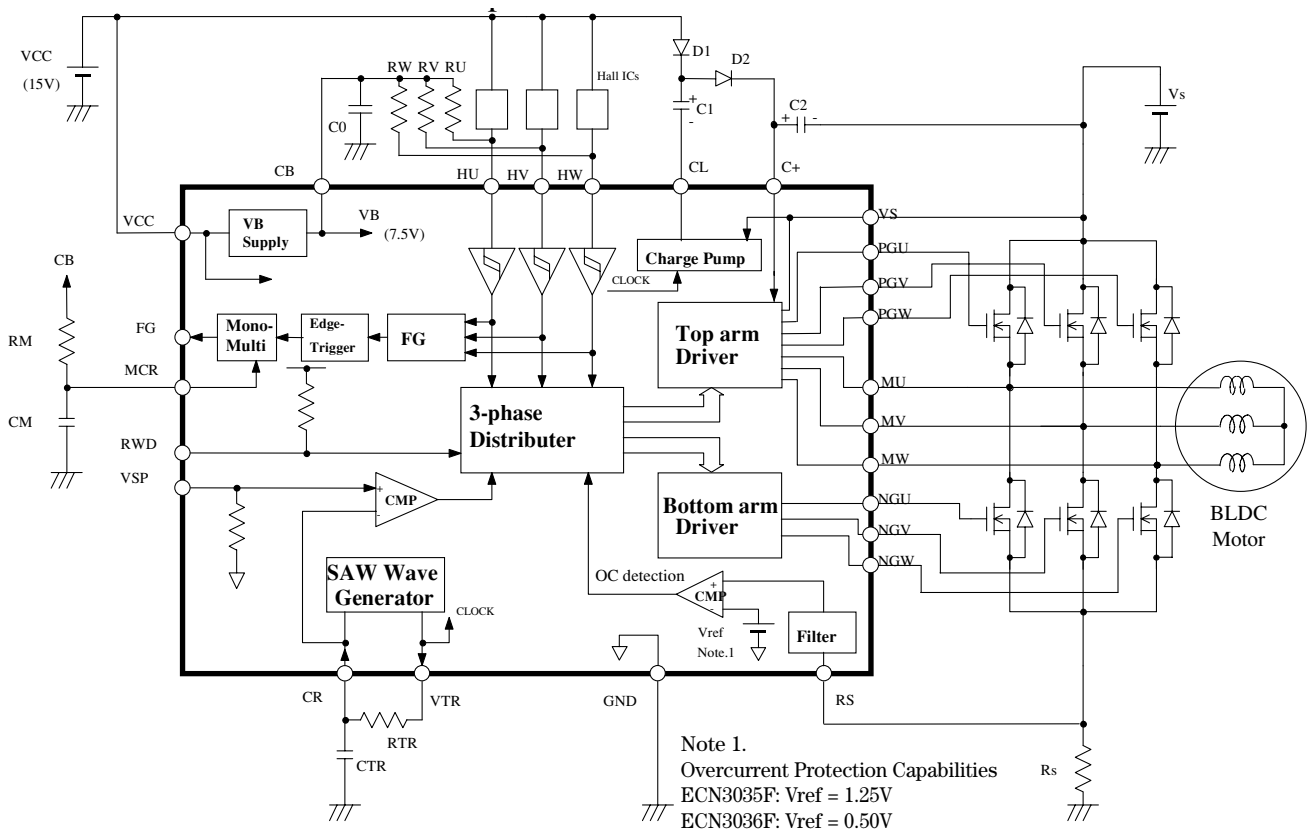 VCC
(15V)
RW RV RU
Hall ICs
D1
D2
C0
+
C1
-
+ C2 -
Vs
CB
HU HV HW
CL
C+
VCC
VB
Supply
VB
(7.5V)
Charge Pump
CLOCK
VS
PGU
PGV
PGW
CB
RM
FG
MCR
CM
Mono-
Multi
Edge-
Trigger
FG
Top arm
Driver
MU
MV
MW
3-phase
Distributer
RWD
VSP
+
-
CMP
Bottom arm
Driver
NGU
NGV
NGW
BLDC
Motor
SAW Wave
Generator
CLOCK
OC detection
+
-
CMP
Vref
Note.1
Filter
CR
VTR
GND
RS
RTR
CTR
Rs
Note 1.
Overcurrent Protection Capabilities
ECN3035F: Vref = 1.25V
ECN3036F: Vref = 0.50V